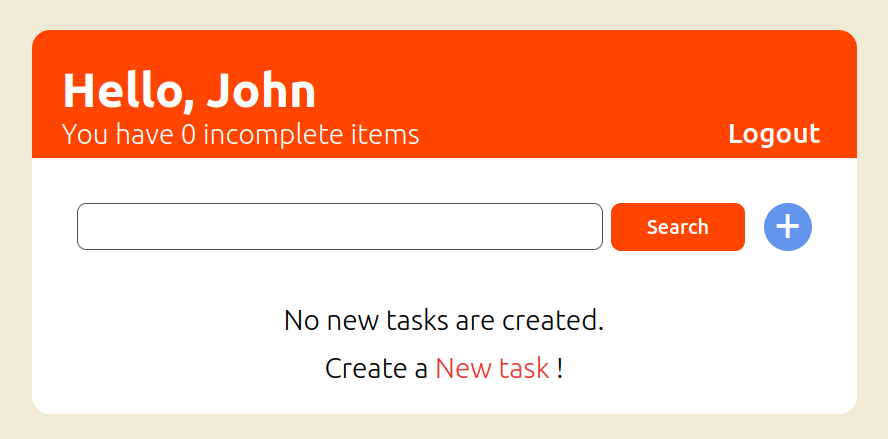 Hello, John
You have 0 incomplete items
Logout
Search
+
No new tasks are created.
Create a New task !